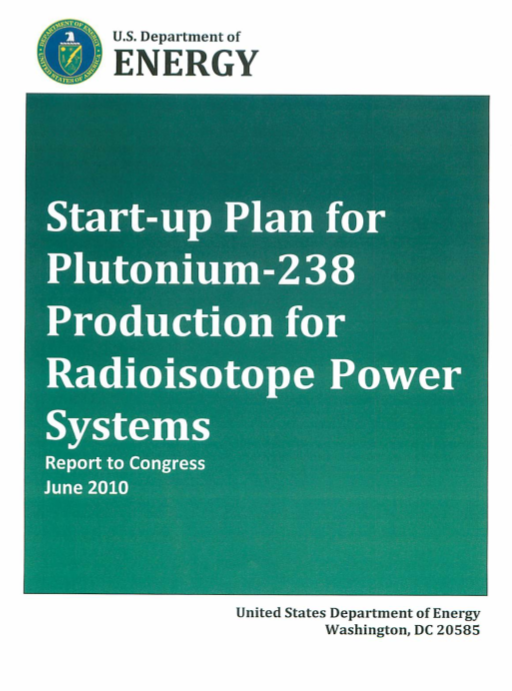 U.S. Department of
ENERGY
Start-up Plan for
Plutonium-238
Production for
Radioisotope Power
Systems
Report to Congress
June 2010
United States Department of Energy
Washington, DC 20585